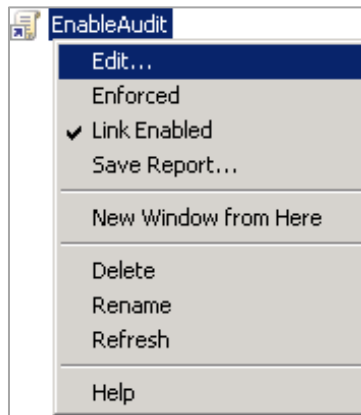 EnableAudit
Edit...
Enforced
Link Enabled
Save Report...
New Window from Here
Delete
Rename
Refresh
Help